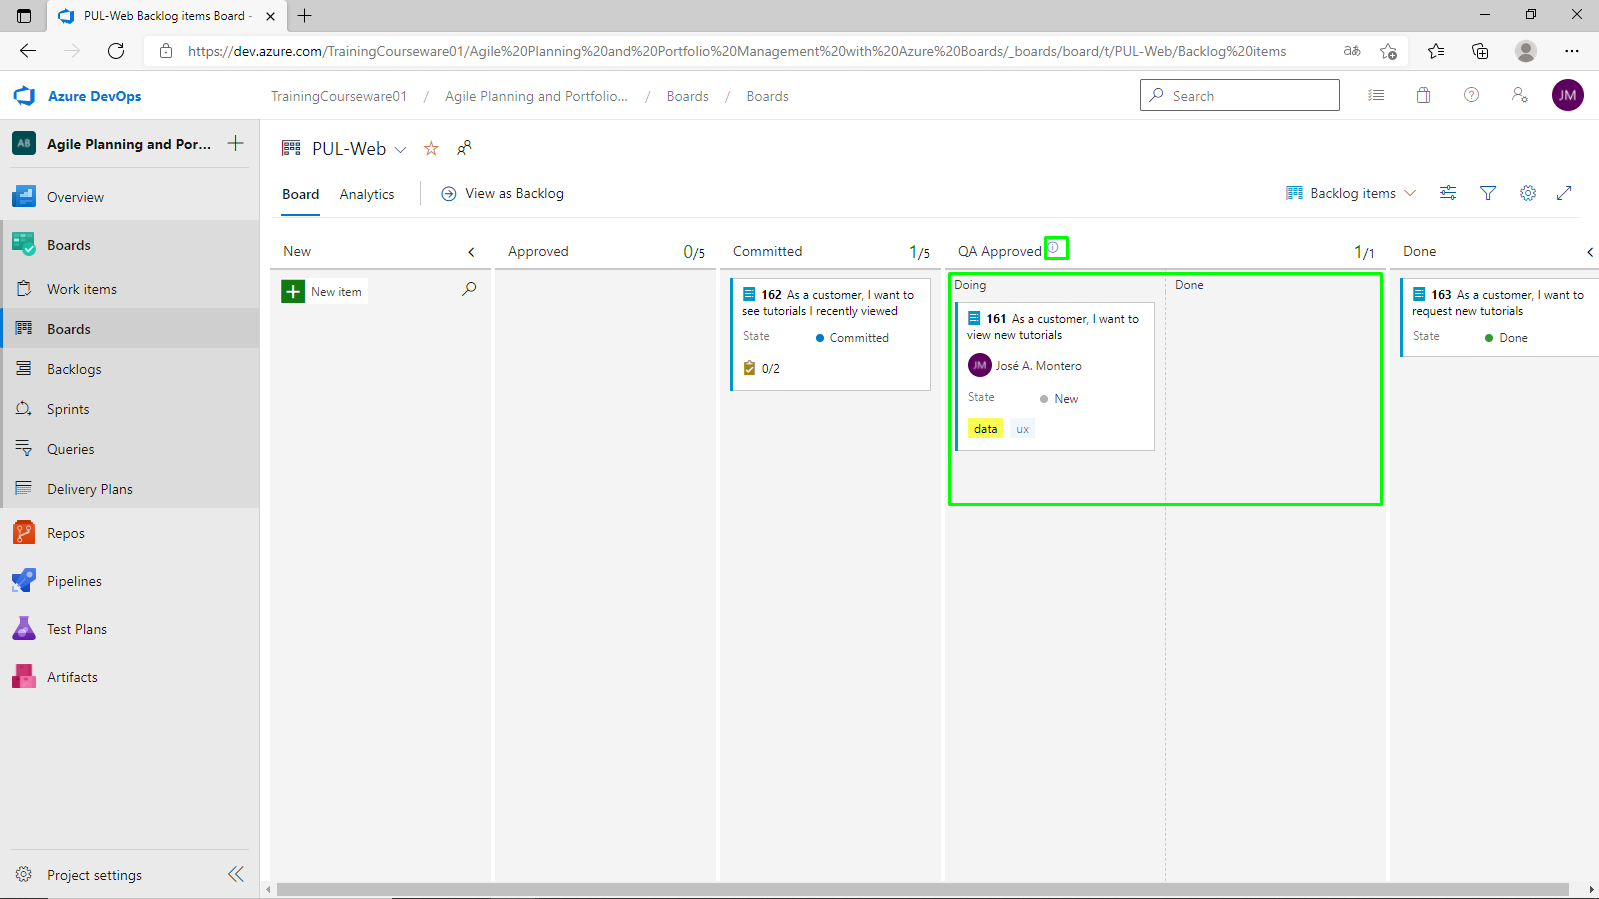 PUL-Web Backlog items Board -
https://dev.azure.com/TrainingCourseware01/Agile%20Planning%20and%20Portfolio%20Management%20with%20Azure%20Boards/_boards/board/t/PUL-Web/Backlog%20items
Azure DevOps
TrainingCourseware01 / Agile Planning and Portfolio... / Boards / Boards
Search
JM
AB Agile Planning and Por...
Overview
Boards
Work items
Boards
Backlogs
Sprints
Queries
Delivery Plans
Repos
Pipelines
Test Plans
Artifacts
Project settings
PUL-Web
Board Analytics View as Backlog
Backlog items
New
New item
Approved 0/5
Committed 1/5
162 As a customer, I want to
see tutorials I recently viewed
State Committed
0/2
QA Approved 1/1
Doing
161 As a customer, I want to
view new tutorials
JM José A. Montero
State New
data ux
Done
Done
163 As a customer, I want to
request new tutorials
State Done